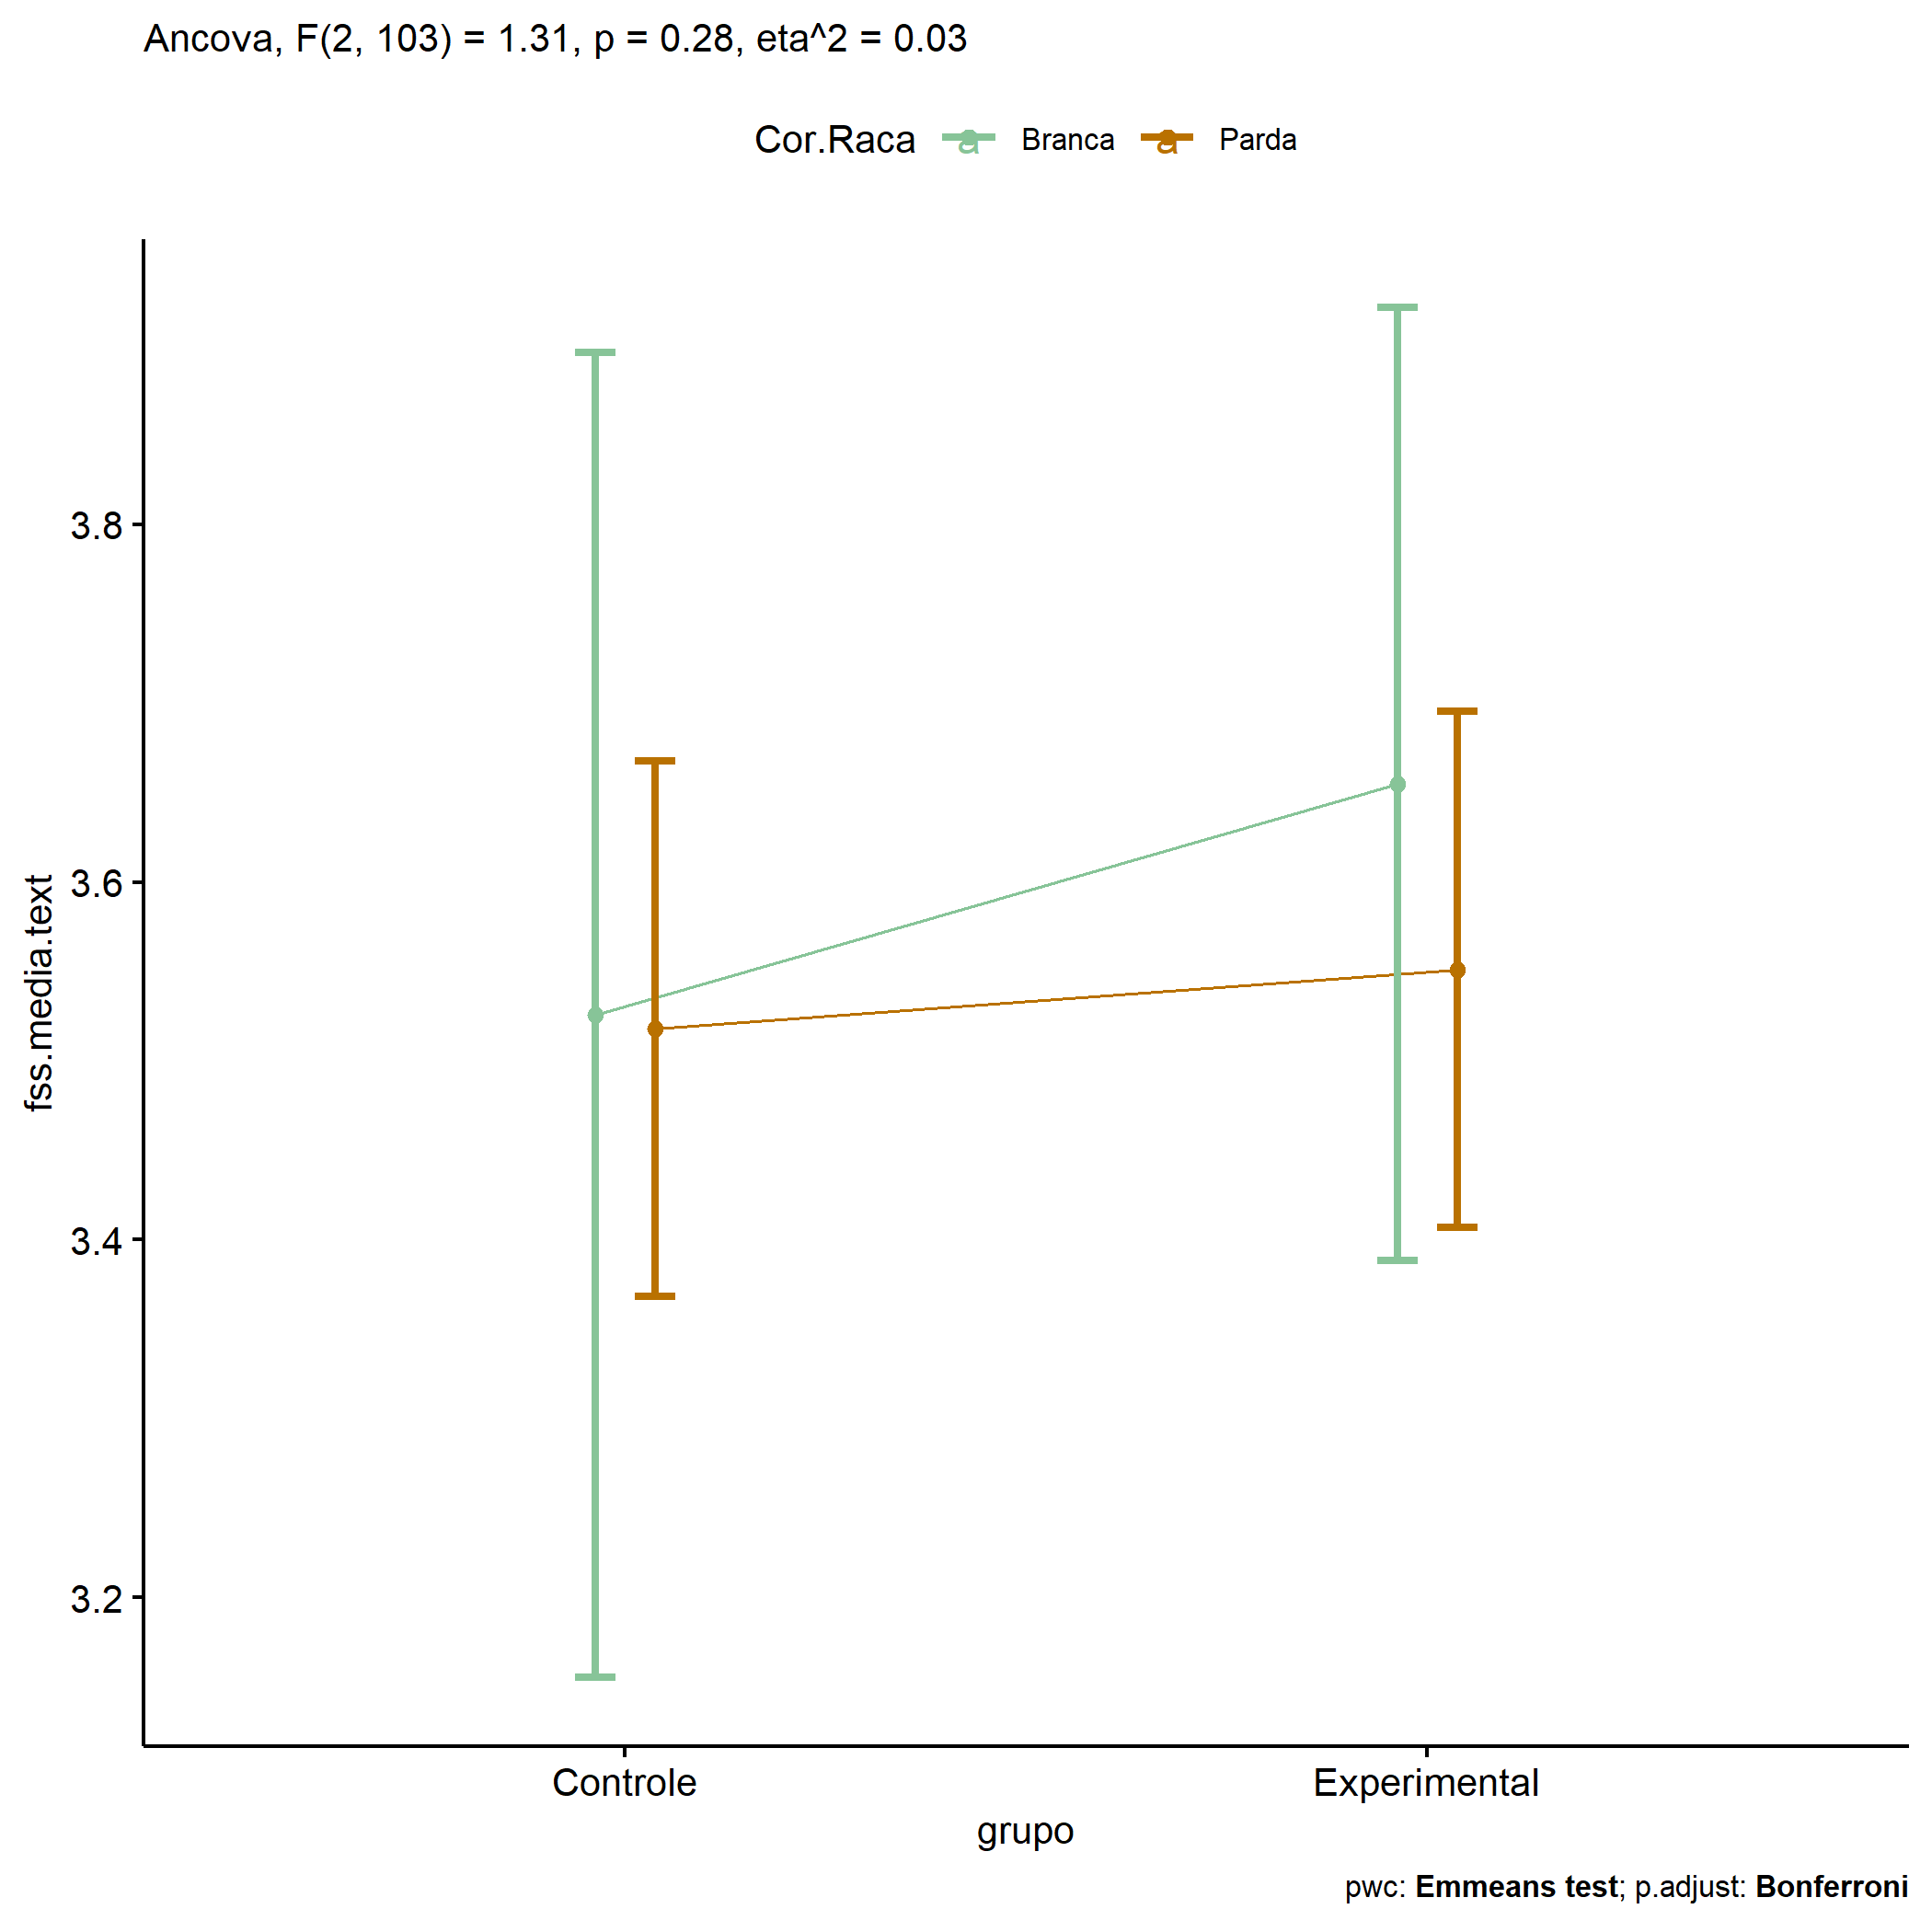 Ancova, F(2, 103) = 1.31, p = 0.28, eta^2 = 0.03
Cor.Raca a Branca a Parda
3.8
3.6
3.4
3.2
fss.media.text
Controle Experimental
grupo
pwc: Emmeans test; p.adjust: Bonferroni